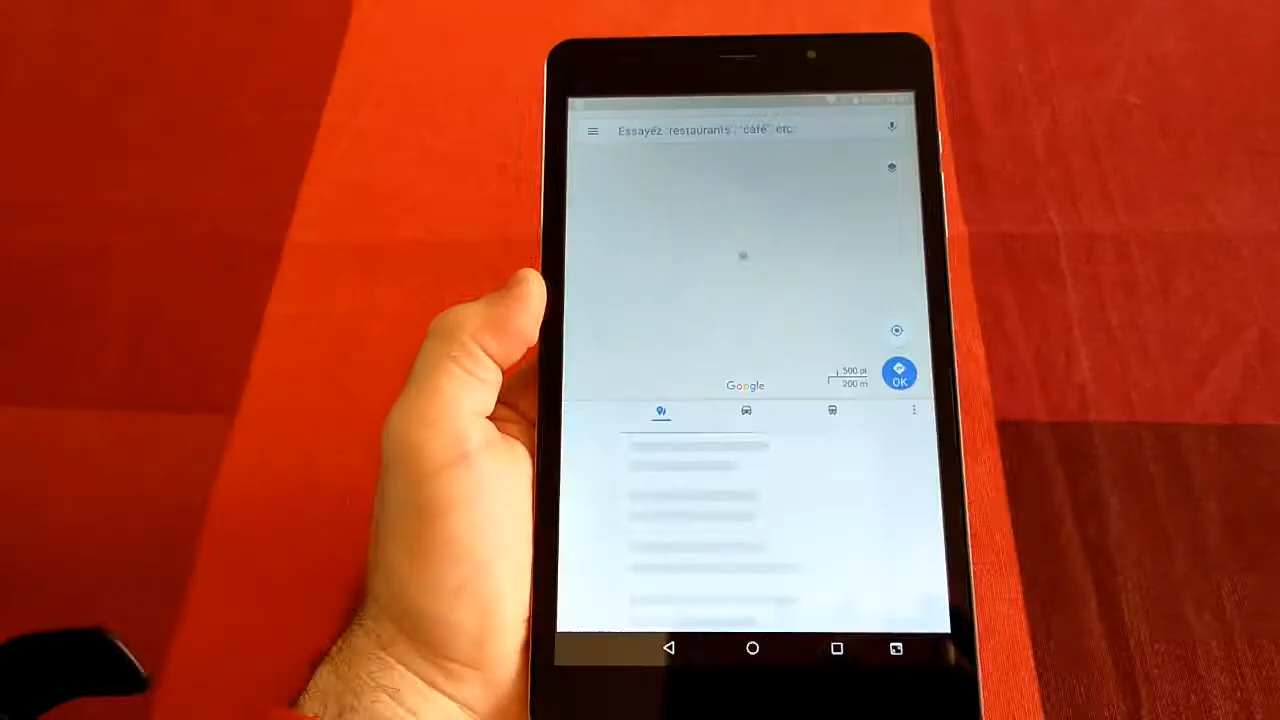 Essayez "restaurants", "café" etc.
500 pi
200 m
OK
Google